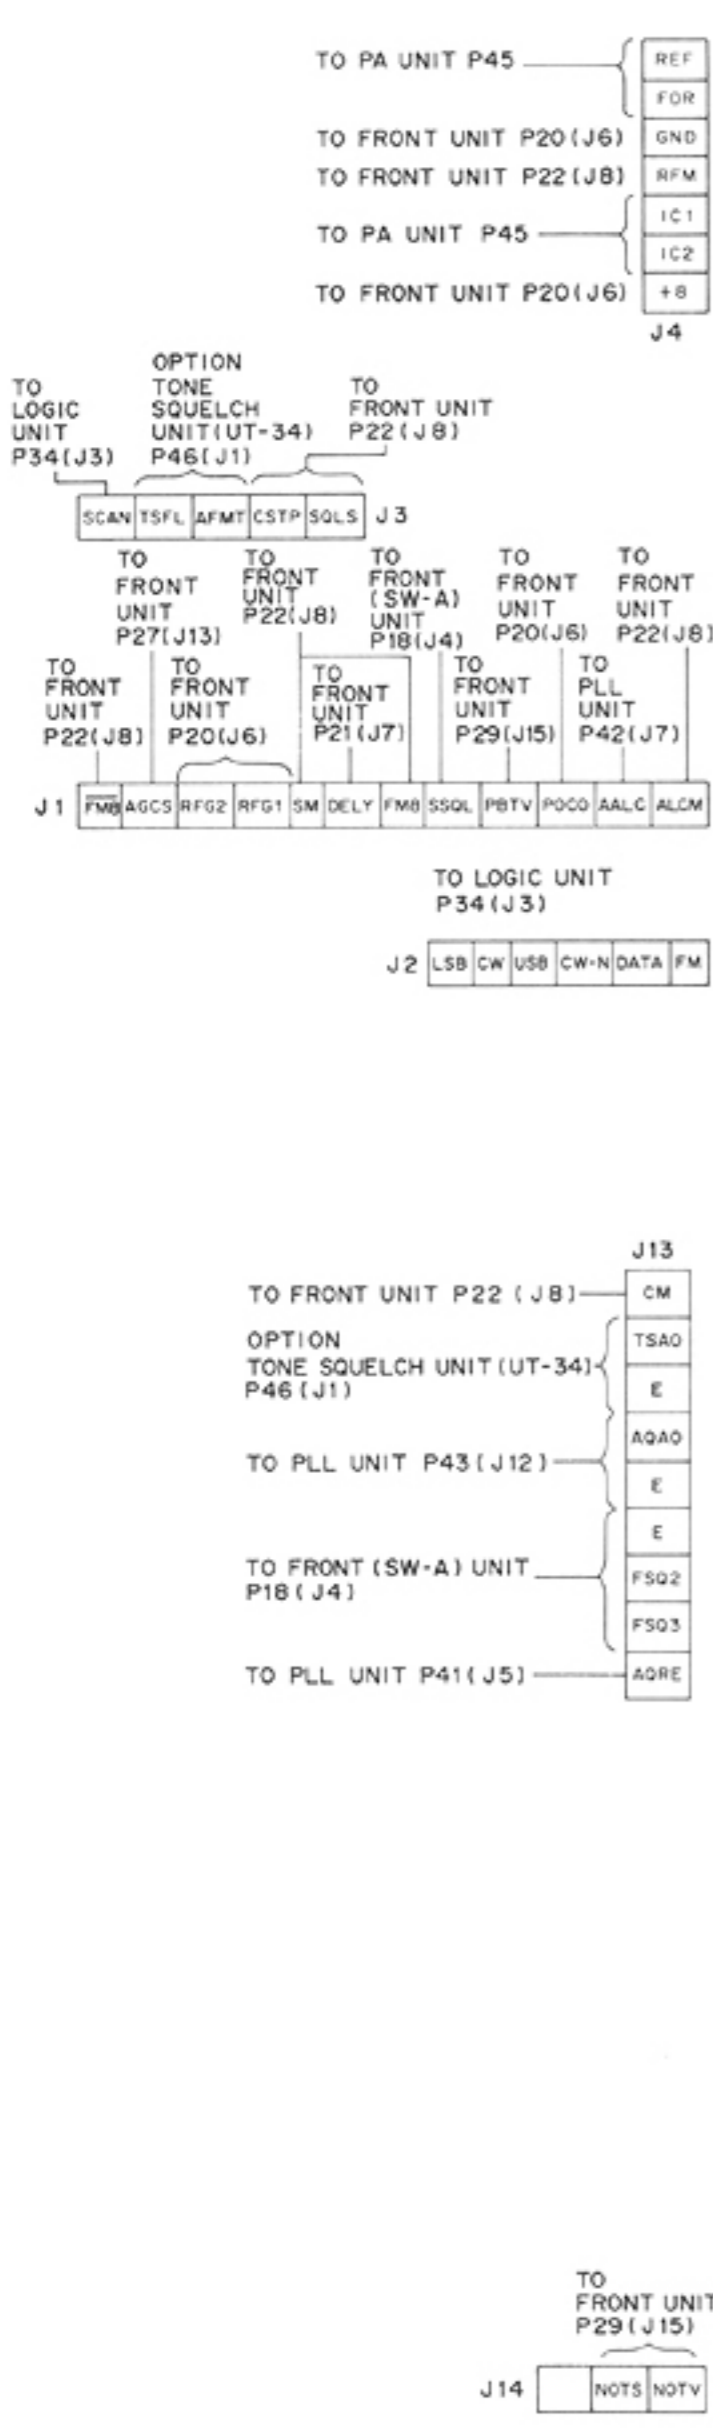 TO PA UNIT P45
REF
FOR
TO FRONT UNIT P20(J6)
GND
TO FRONT UNIT P22(J8)
RFM
TO PA UNIT P45
IC1
IC2
TO FRONT UNIT P20(J6)
+8
J4
TO
LOGIC
UNIT
P34(J3)
OPTION
TONE
SQUELCH
UNIT(UT-34)
P46(J1)
TO
FRONT UNIT
P22(J8)
SCAN TSFL AFMT CSTP SQLS J3
TO
FRONT
UNIT
P27(J13)
TO
FRONT
UNIT
P22(J8)
TO
FRONT
(SW-A)
UNIT
P18(J4)
TO
FRONT
UNIT
P20(J6)
TO
FRONT
UNIT
P22(J8)
TO
FRONT
UNIT
P22(J8)
TO
FRONT
UNIT
P20(J6)
TO
FRONT
UNIT
P21(J7)
TO
FRONT
UNIT
P29(J15)
TO
PLL
UNIT
P42(J7)
J1 FM8 AGCS RFG2 RFG1 SM DELY FM8 SSQL PBTV POCO AALC ALCM
TO LOGIC UNIT
P34(J3)
J2 LSB CW USB CW-N DATA FM
J13
TO FRONT UNIT P22 (J8)
CM
OPTION
TONE SQUELCH UNIT(UT-34)
P46(J1)
TSAO
E
TO PLL UNIT P43(J12)
AQAO
E
E
TO FRONT (SW-A) UNIT
P18(J4)
FSQ2
FSQ3
TO PLL UNIT P41(J5)
AQRE
TO
FRONT UNIT
P29(J15)
J14 NOTS NOTV